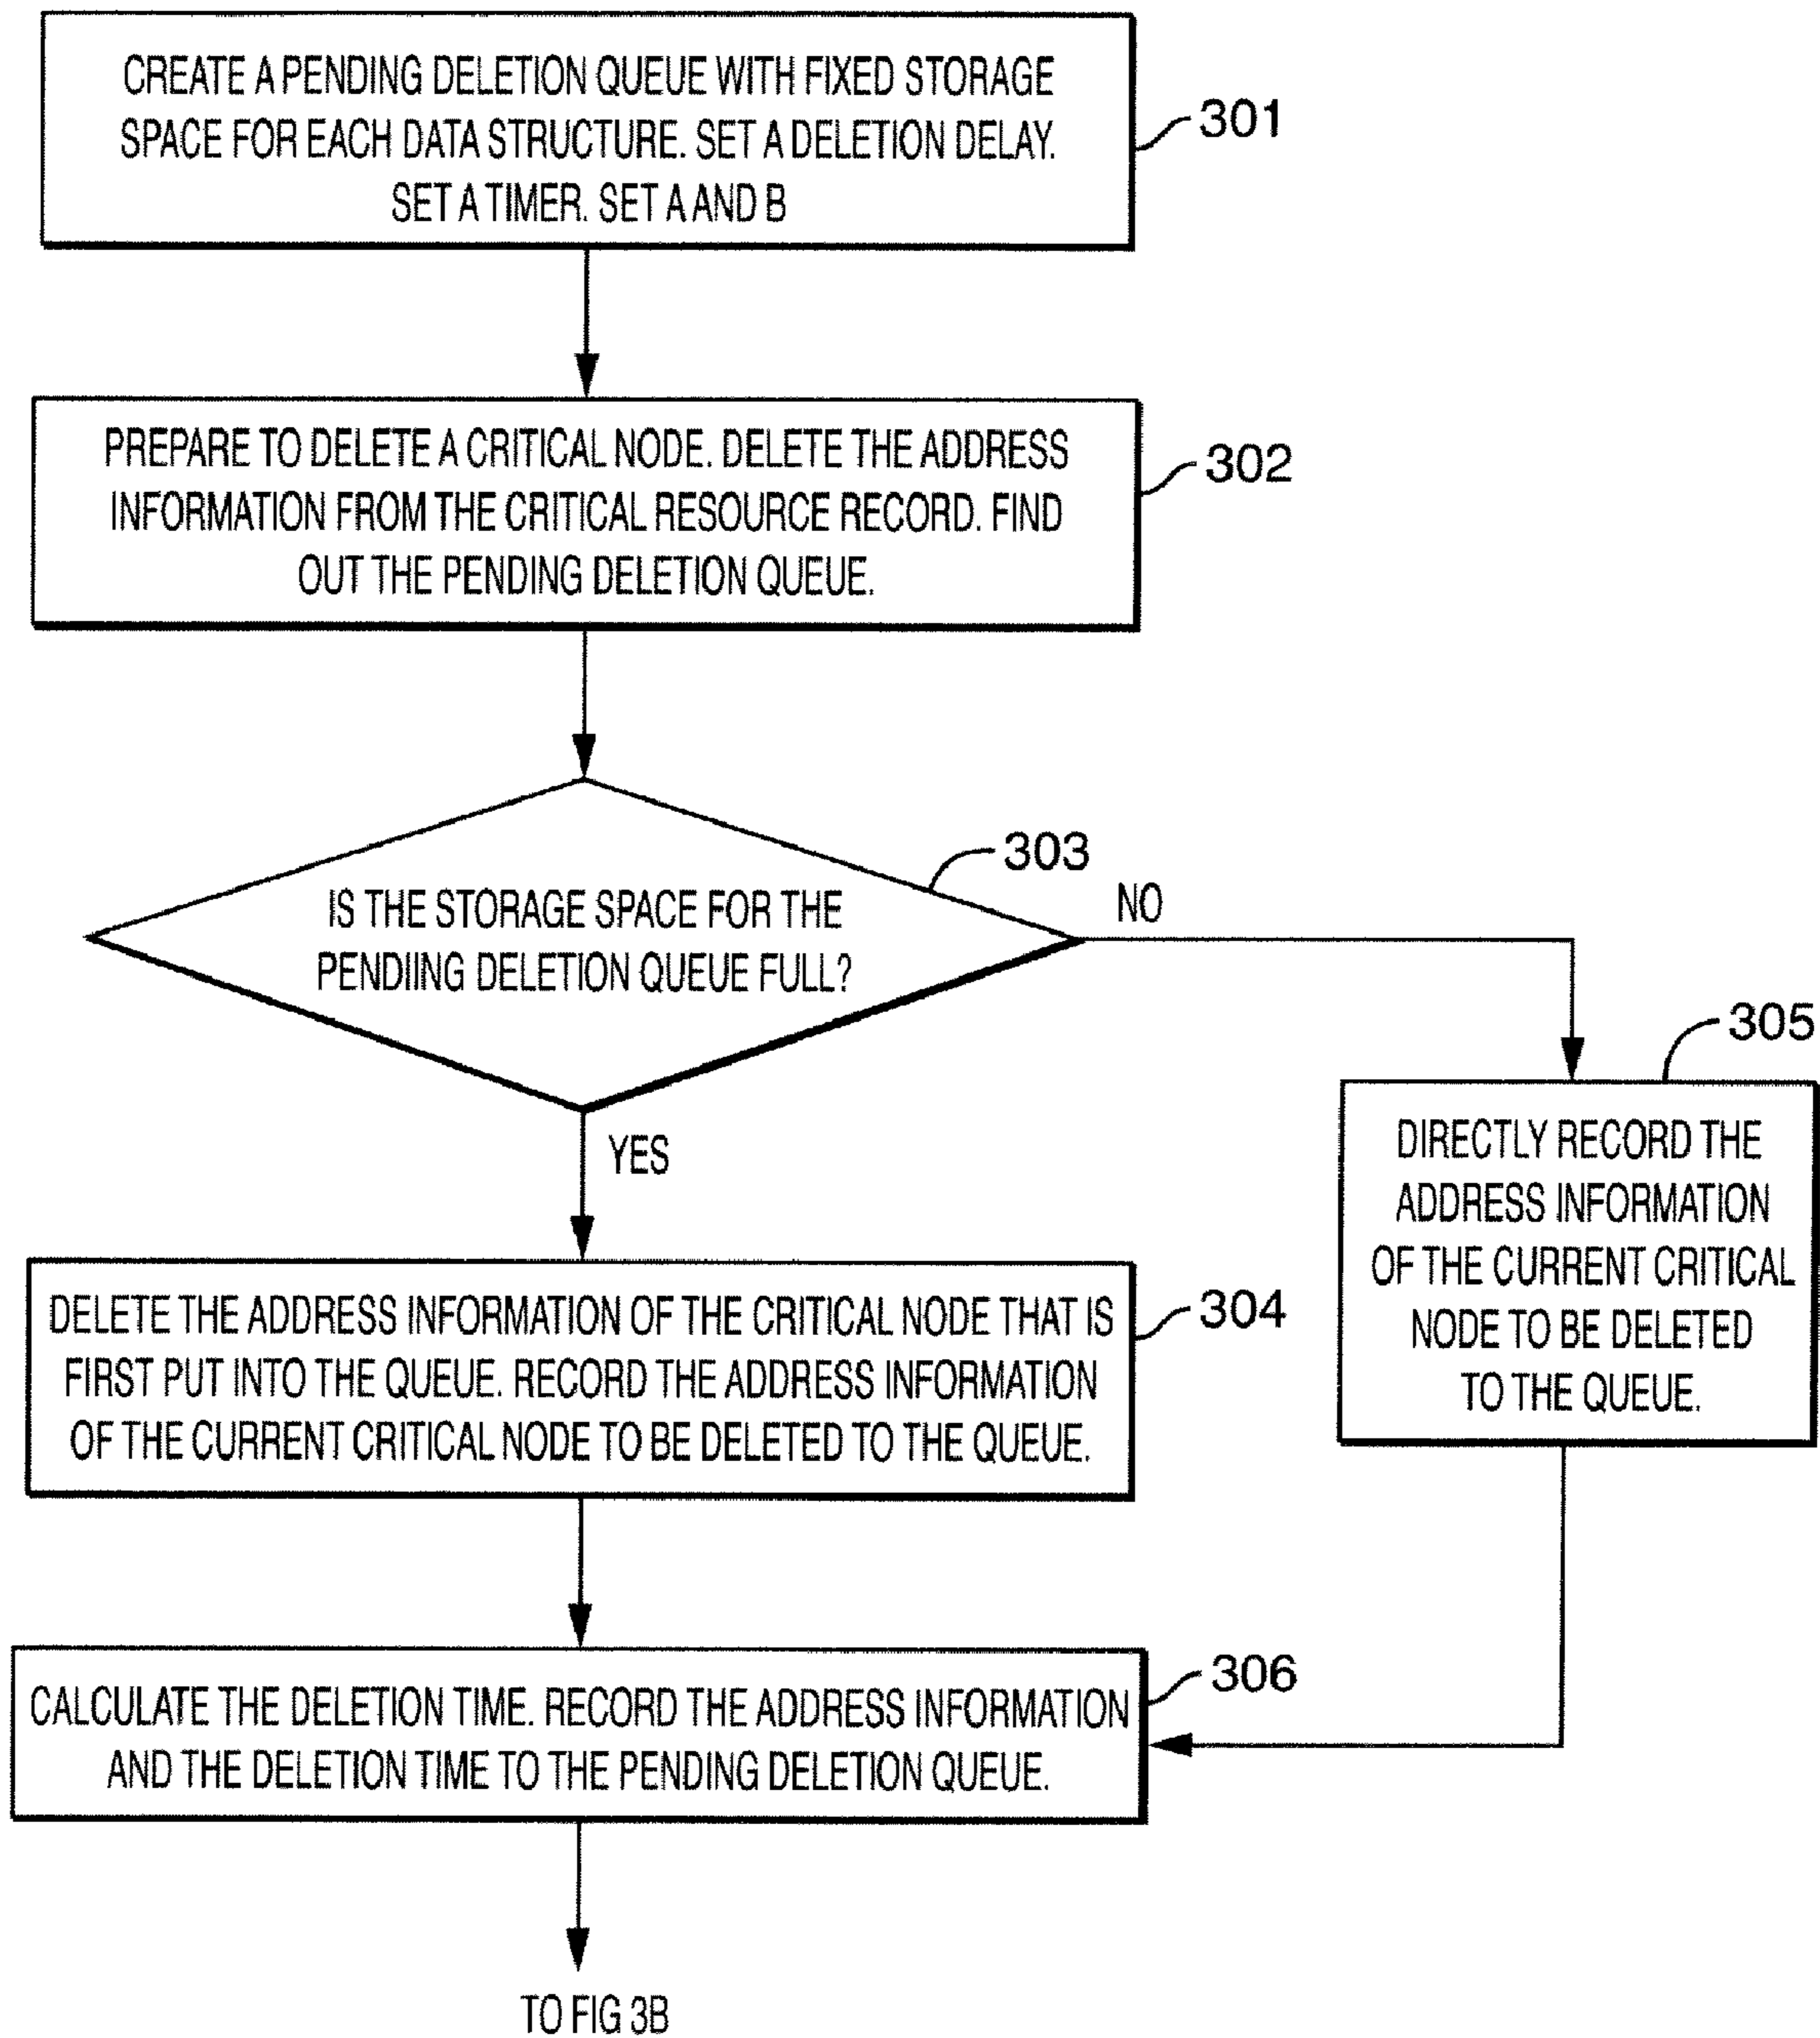 CREATE A PENDING DELETION QUEUE WITH FIXED STORAGE
SPACE FOR EACH DATA STRUCTURE. SET A DELETION DELAY.
SET A TIMER. SET A AND B
301
PREPARE TO DELETE A CRITICAL NODE. DELETE THE ADDRESS
INFORMATION FROM THE CRITICAL RESOURCE RECORD. FIND
OUT THE PENDING DELETION QUEUE.
302
303
IS THE STORAGE SPACE FOR THE
PENDIING DELETION QUEUE FULL?
NO
YES
305
DIRECTLY RECORD THE
ADDRESS INFORMATION
OF THE CURRENT CRITICAL
NODE TO BE DELETED
TO THE QUEUE.
DELETE THE ADDRESS INFORMATION OF THE CRITICAL NODE THAT IS
FIRST PUT INTO THE QUEUE. RECORD THE ADDRESS INFORMATION
OF THE CURRENT CRITICAL NODE TO BE DELETED TO THE QUEUE.
304
CALCULATE THE DELETION TIME. RECORD THE ADDRESS INFORMATION
AND THE DELETION TIME TO THE PENDING DELETION QUEUE.
306
TO FIG 3B